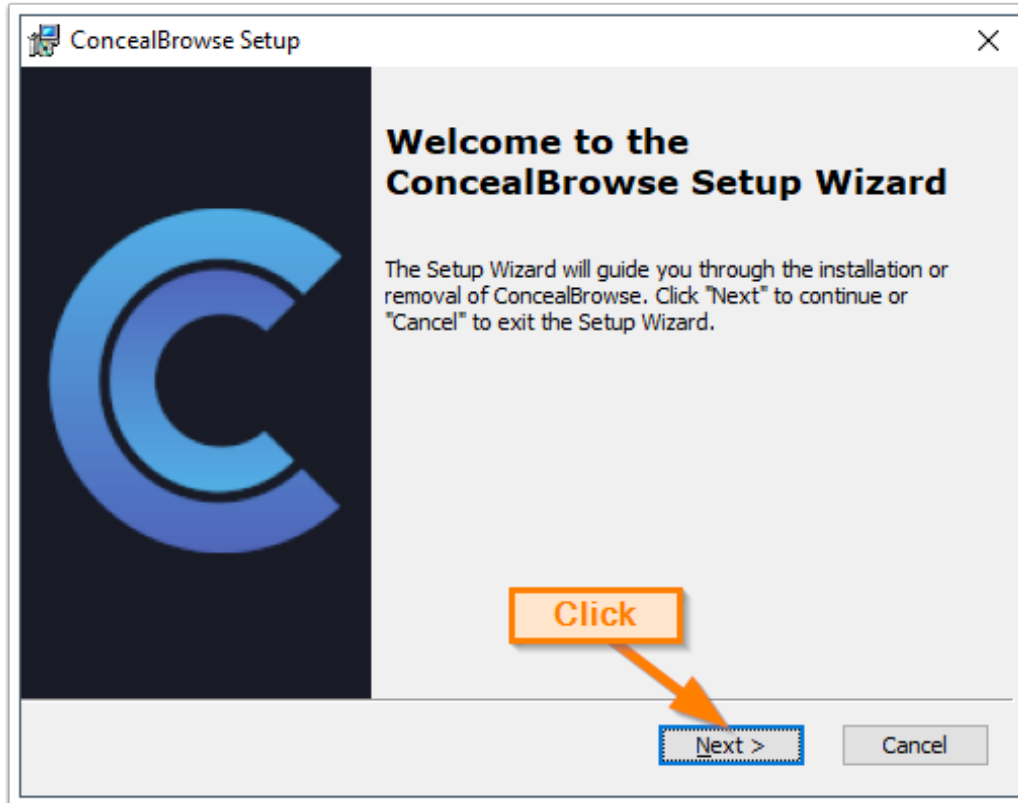 ConcealBrowse Setup
Welcome to the
ConcealBrowse Setup Wizard
The Setup Wizard will guide you through the installation or
removal of ConcealBrowse. Click "Next" to continue or
"Cancel" to exit the Setup Wizard.
Click
Next >
Cancel